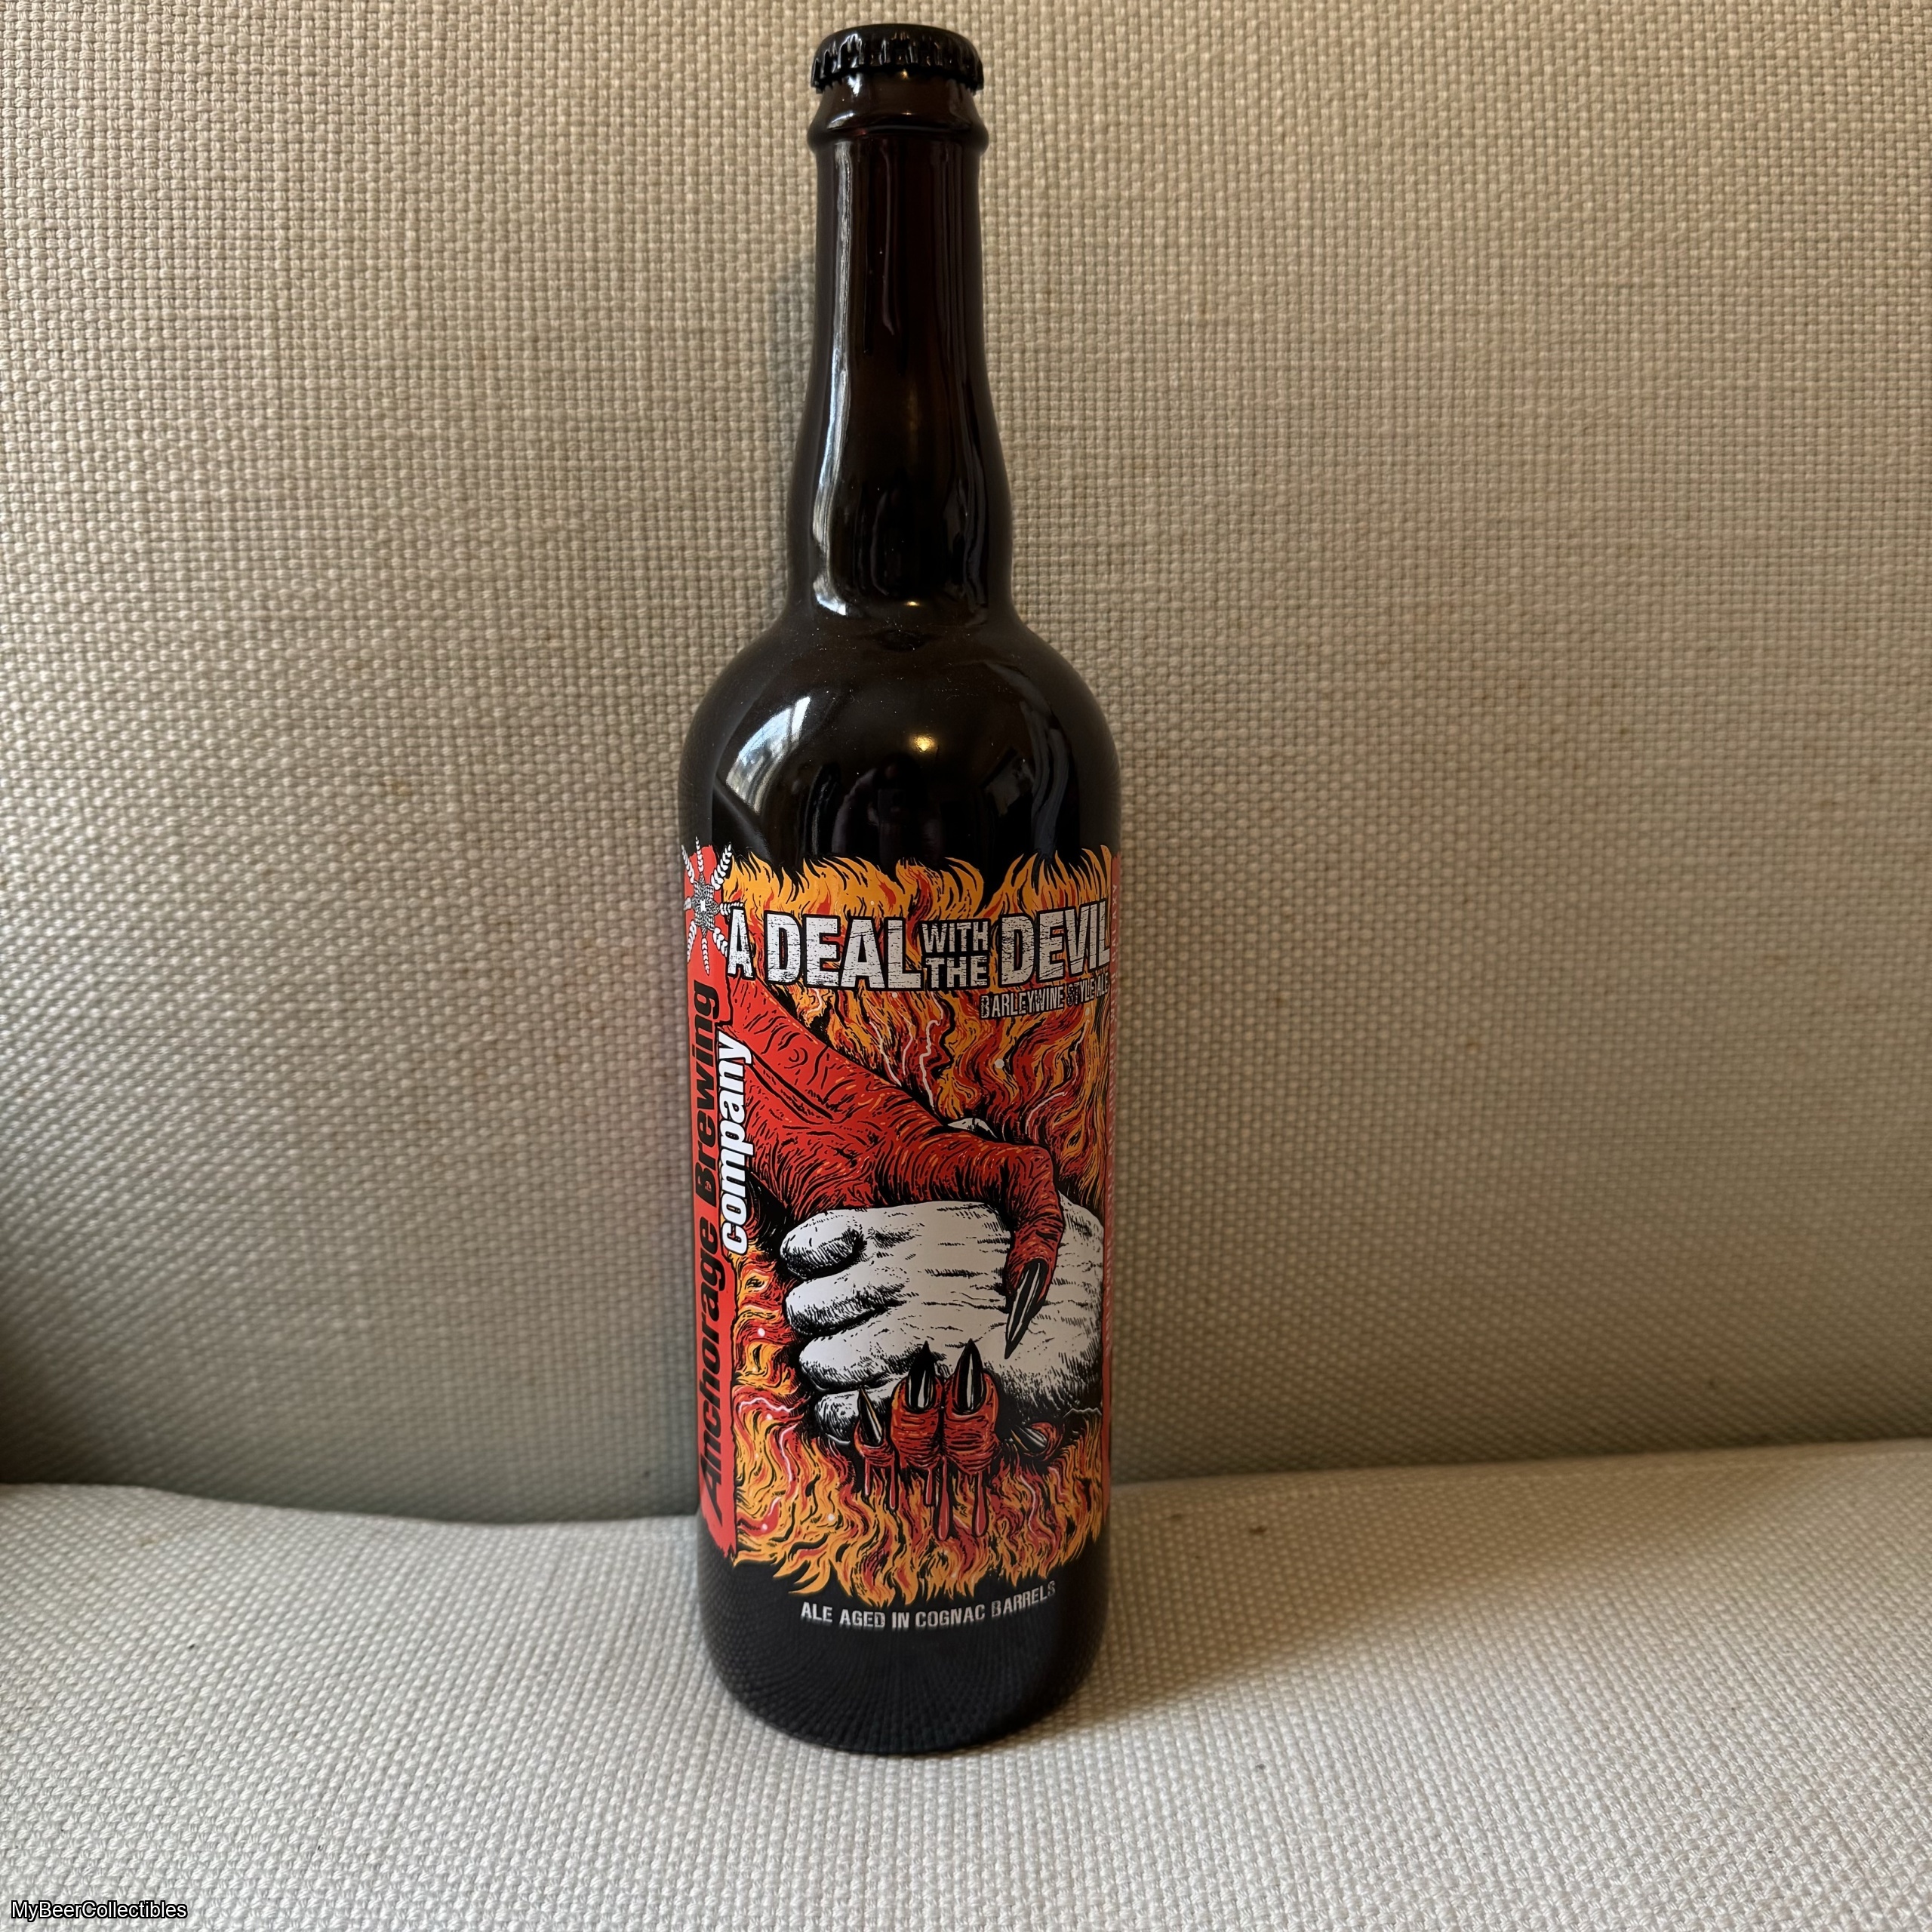 A DEAL WITH THE DEVIL
BARLEYWINE STYLE ALE
Anchorage Brewing
company
ALE AGED IN COGNAC BARRELS
MyBeerCollectibles